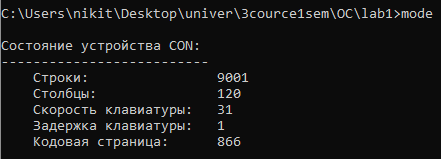 C:\Users\nikit\Desktop\univer\3cource1sem\OC\lab1>mode
Состояние устройства CON:
-------------------------
Строки: 9001
Столбцы: 120
Скорость клавиатуры: 31
Задержка клавиатуры: 1
Кодовая страница: 866